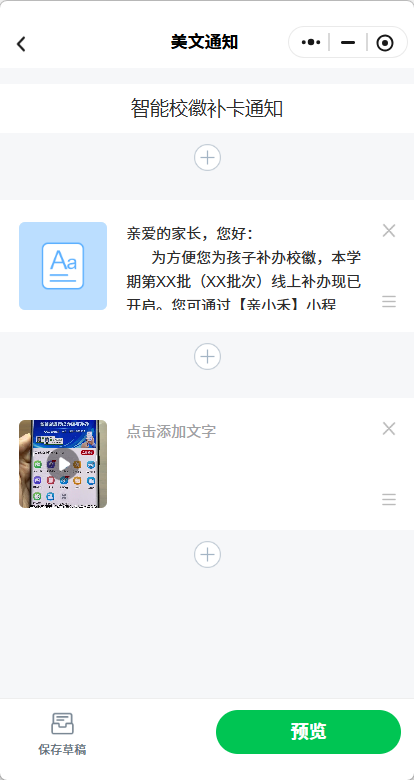 美文通知
智能校徽补卡通知
Aa
亲爱的家长，您好：
为方便您为孩子补办校徽，本学
期第XX批（XX批次）线上补办现已
开启。您可通过【亲小禾】小程
点击添加文字
保存草稿
预览